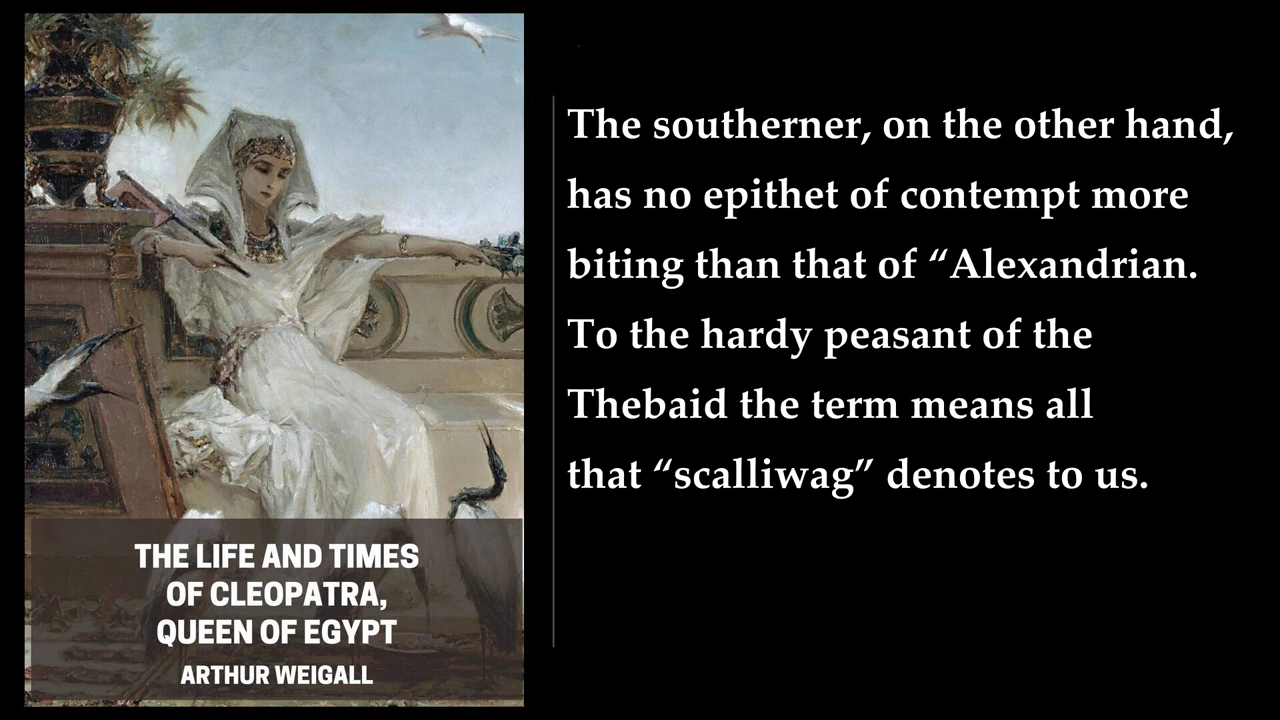 The southerner, on the other hand,
has no epithet of contempt more
biting than that of “Alexandrian.
To the hardy peasant of the
Thebaid the term means all
that “scalliwag” denotes to us.
THE LIFE AND TIMES
OF CLEOPATRA,
QUEEN OF EGYPT
ARTHUR WEIGALL